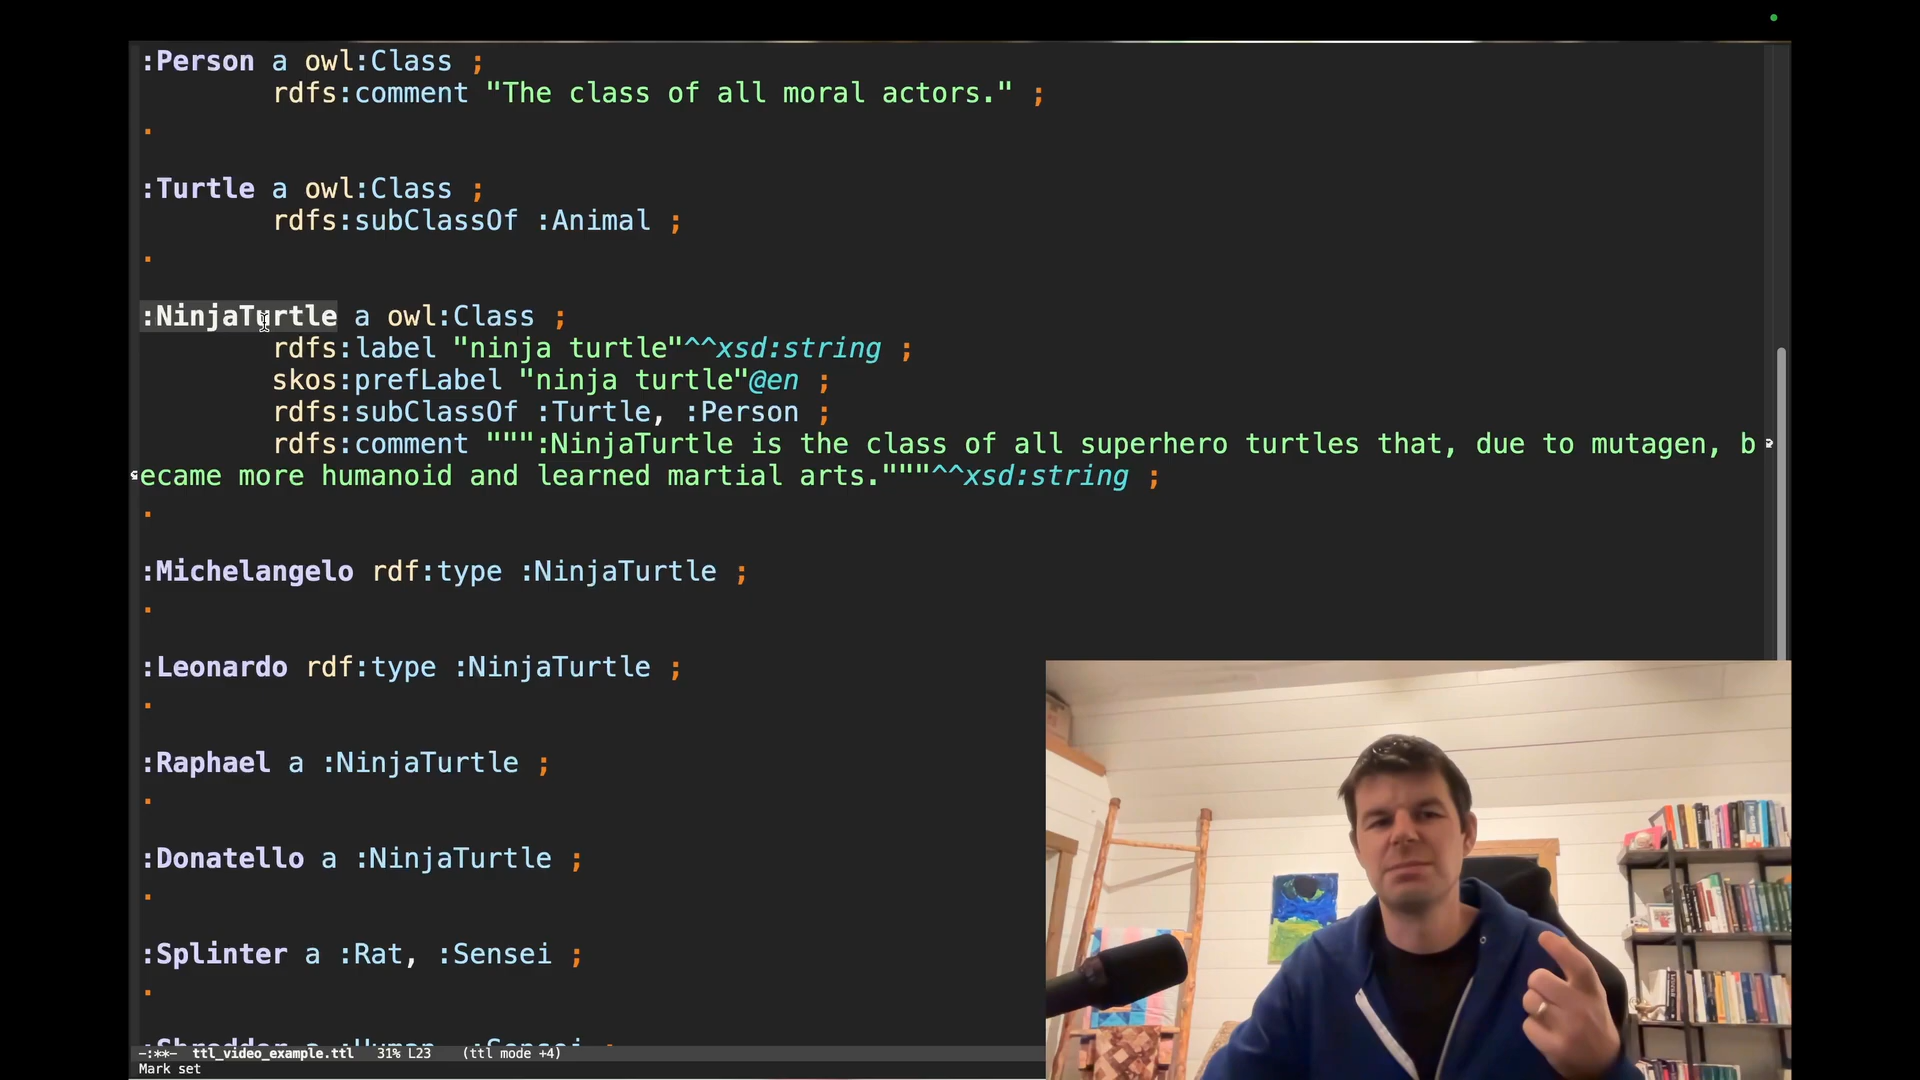 :Person a owl:Class ;
rdfs:comment "The class of all moral actors." ;
.
:Turtle a owl:Class ;
rdfs:subClassOf :Animal ;
.
:NinjaTurtle a owl:Class ;
rdfs:label "ninja turtle"^^xsd:string ;
skos:prefLabel "ninja turtle"@en ;
rdfs:subClassOf :Turtle, :Person ;
rdfs:comment """:NinjaTurtle is the class of all superhero turtles that, due to mutagen, b
ecame more humanoid and learned martial arts."""^^xsd:string ;
.
:Michelangelo rdf:type :NinjaTurtle ;
.
:Leonardo rdf:type :NinjaTurtle ;
.
:Raphael a :NinjaTurtle ;
.
:Donatello a :NinjaTurtle ;
.
:Splinter a :Rat, :Sensei ;
.
:Shredder a :Human, :Sensei ;
-:**- ttl_video_example.ttl 31% L23 (ttl mode +4)
Mark set